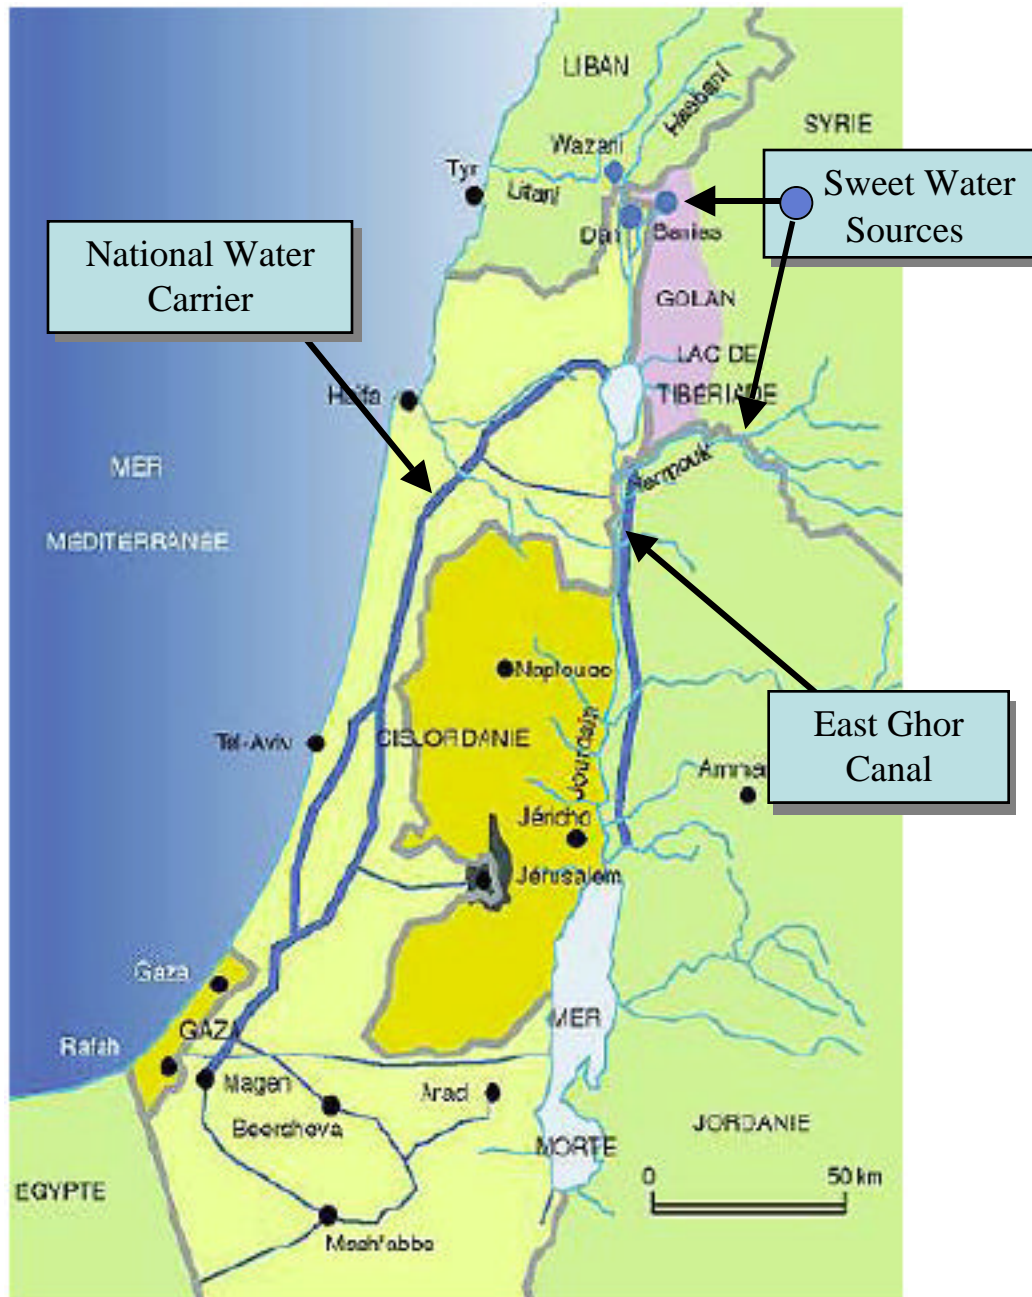 LIBAN
Hasbani
SYRIE
Wazani
Tyr
Litani
Sweet Water
Sources
Dan
Banias
National Water
Carrier
GOLAN
LAC DE
TIBÉRIADE
Haifa
MER
MÉDITERRANÉE
Yarmouk
Naplouse
East Ghor
Canal
Tel-Aviv
CISJORDANIE
Jourdain
Amman
Jéricho
Jérusalem
Gaza
GAZA
MER
Rafah
Magen
Arad
Beersheva
JORDANIE
MORTE
0 50 km
EGYPTE